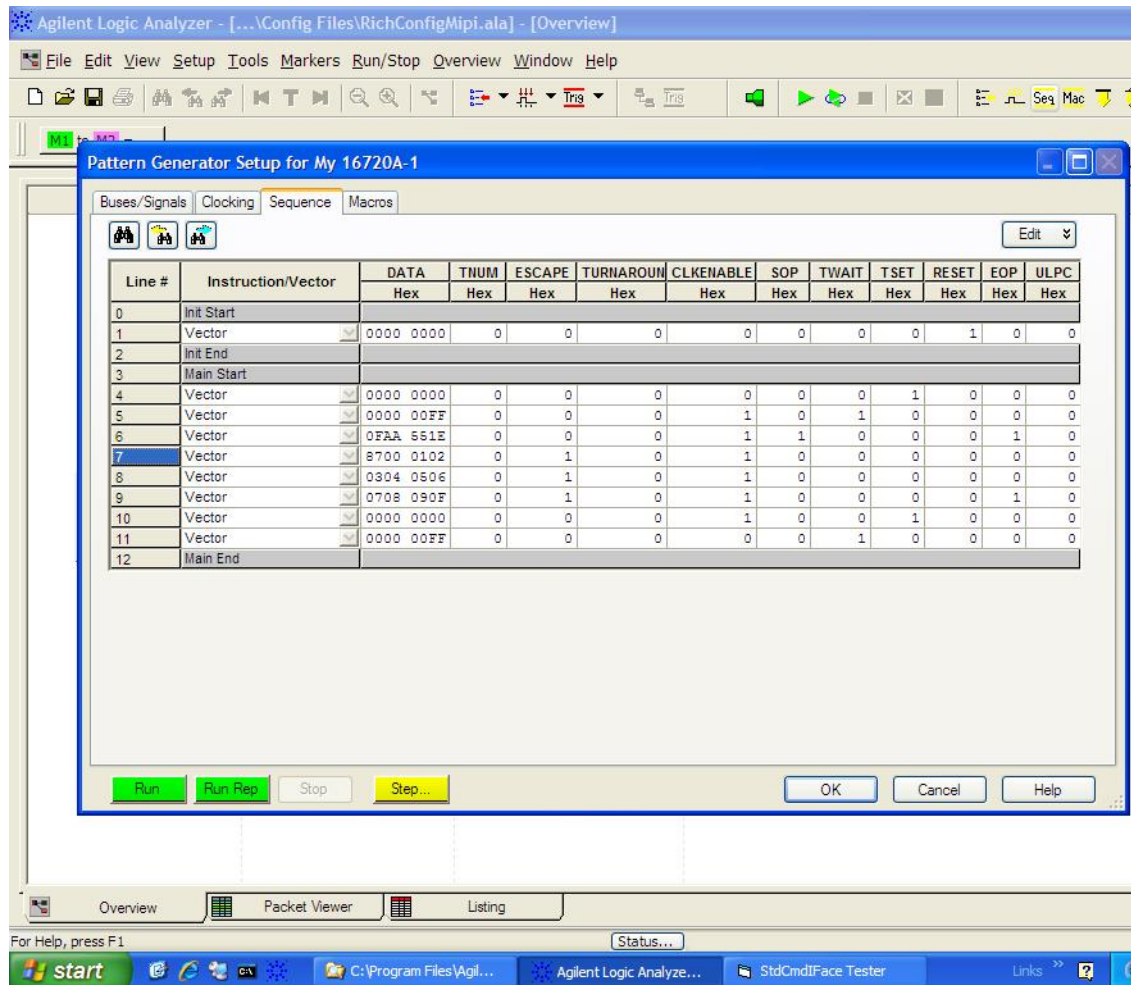 Agilent Logic Analyzer - [...\Config Files\RichConfigMipi.ala] - [Overview]
File Edit View Setup Tools Markers Run/Stop Overview Window Help
T Trig Trig Seq Mac
M1 to M2 =
Pattern Generator Setup for My 16720A-1
Buses/Signals Clocking Sequence Macros
Edit
Line # Instruction/Vector DATA TNUM ESCAPE TURNAROUN CLKENABLE SOP TWAIT TSET RESET EOP ULPC
Hex Hex Hex Hex Hex Hex Hex Hex Hex Hex Hex
0 Init Start
1 Vector 0000 0000 0 0 0 0 0 0 0 1 0 0
2 Init End
3 Main Start
4 Vector 0000 0000 0 0 0 0 0 0 1 0 0 0
5 Vector 0000 00FF 0 0 0 1 0 1 0 0 0 0
6 Vector 0FAA 551E 0 0 0 1 1 0 0 0 1 0
7 Vector 8700 0102 0 1 0 1 0 0 0 0 0 0
8 Vector 0304 0506 0 1 0 1 0 0 0 0 0 0
9 Vector 0708 090F 0 1 0 1 0 0 0 0 1 0
10 Vector 0000 0000 0 0 0 1 0 0 1 0 0 0
11 Vector 0000 00FF 0 0 0 0 0 1 0 0 0 0
12 Main End
Run Run Rep Stop Step... OK Cancel Help
Overview Packet Viewer Listing
For Help, press F1 Status...
start C:\Program Files\Agil... Agilent Logic Analyze... StdCmdIFace Tester Links »